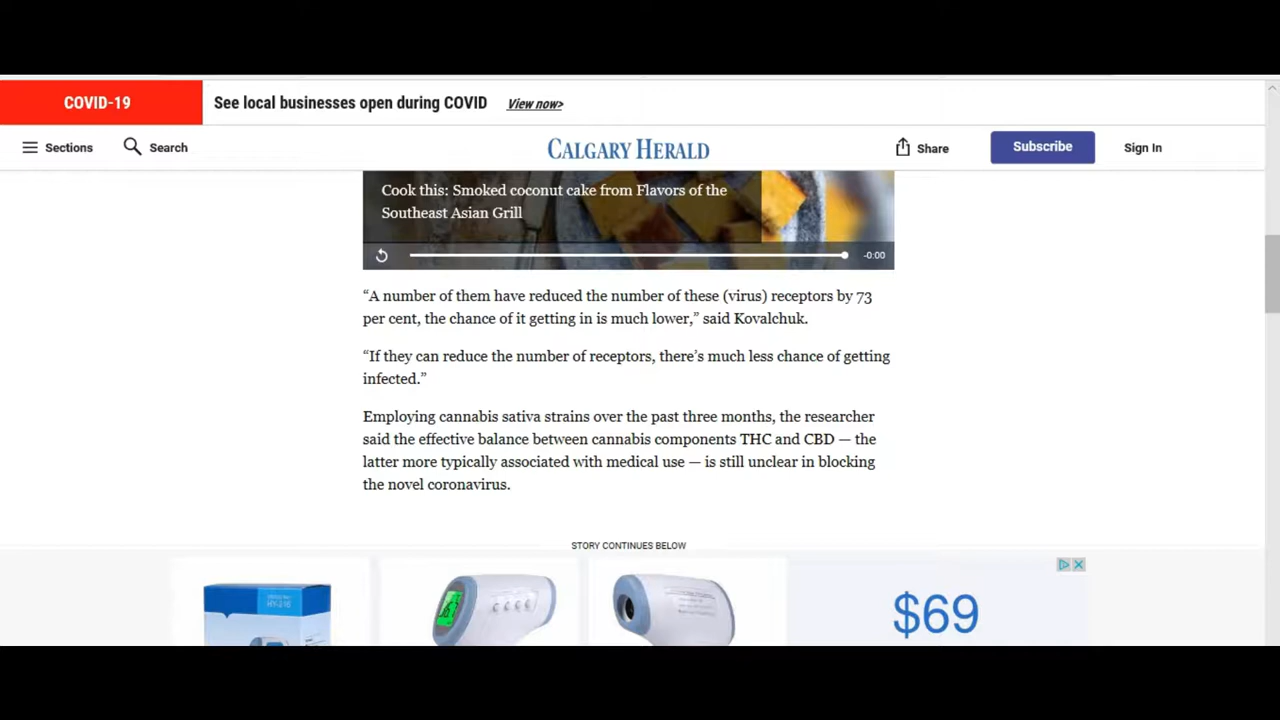 COVID-19
See local businesses open during COVID View now>
Sections
Search
CALGARY HERALD
Share
Subscribe
Sign In
Cook this: Smoked coconut cake from Flavors of the
Southeast Asian Grill
-0:00
“A number of them have reduced the number of these (virus) receptors by 73
per cent, the chance of it getting in is much lower,” said Kovalchuk.
“If they can reduce the number of receptors, there’s much less chance of getting
infected.”
Employing cannabis sativa strains over the past three months, the researcher
said the effective balance between cannabis components THC and CBD — the
latter more typically associated with medical use — is still unclear in blocking
the novel coronavirus.
STORY CONTINUES BELOW
$69